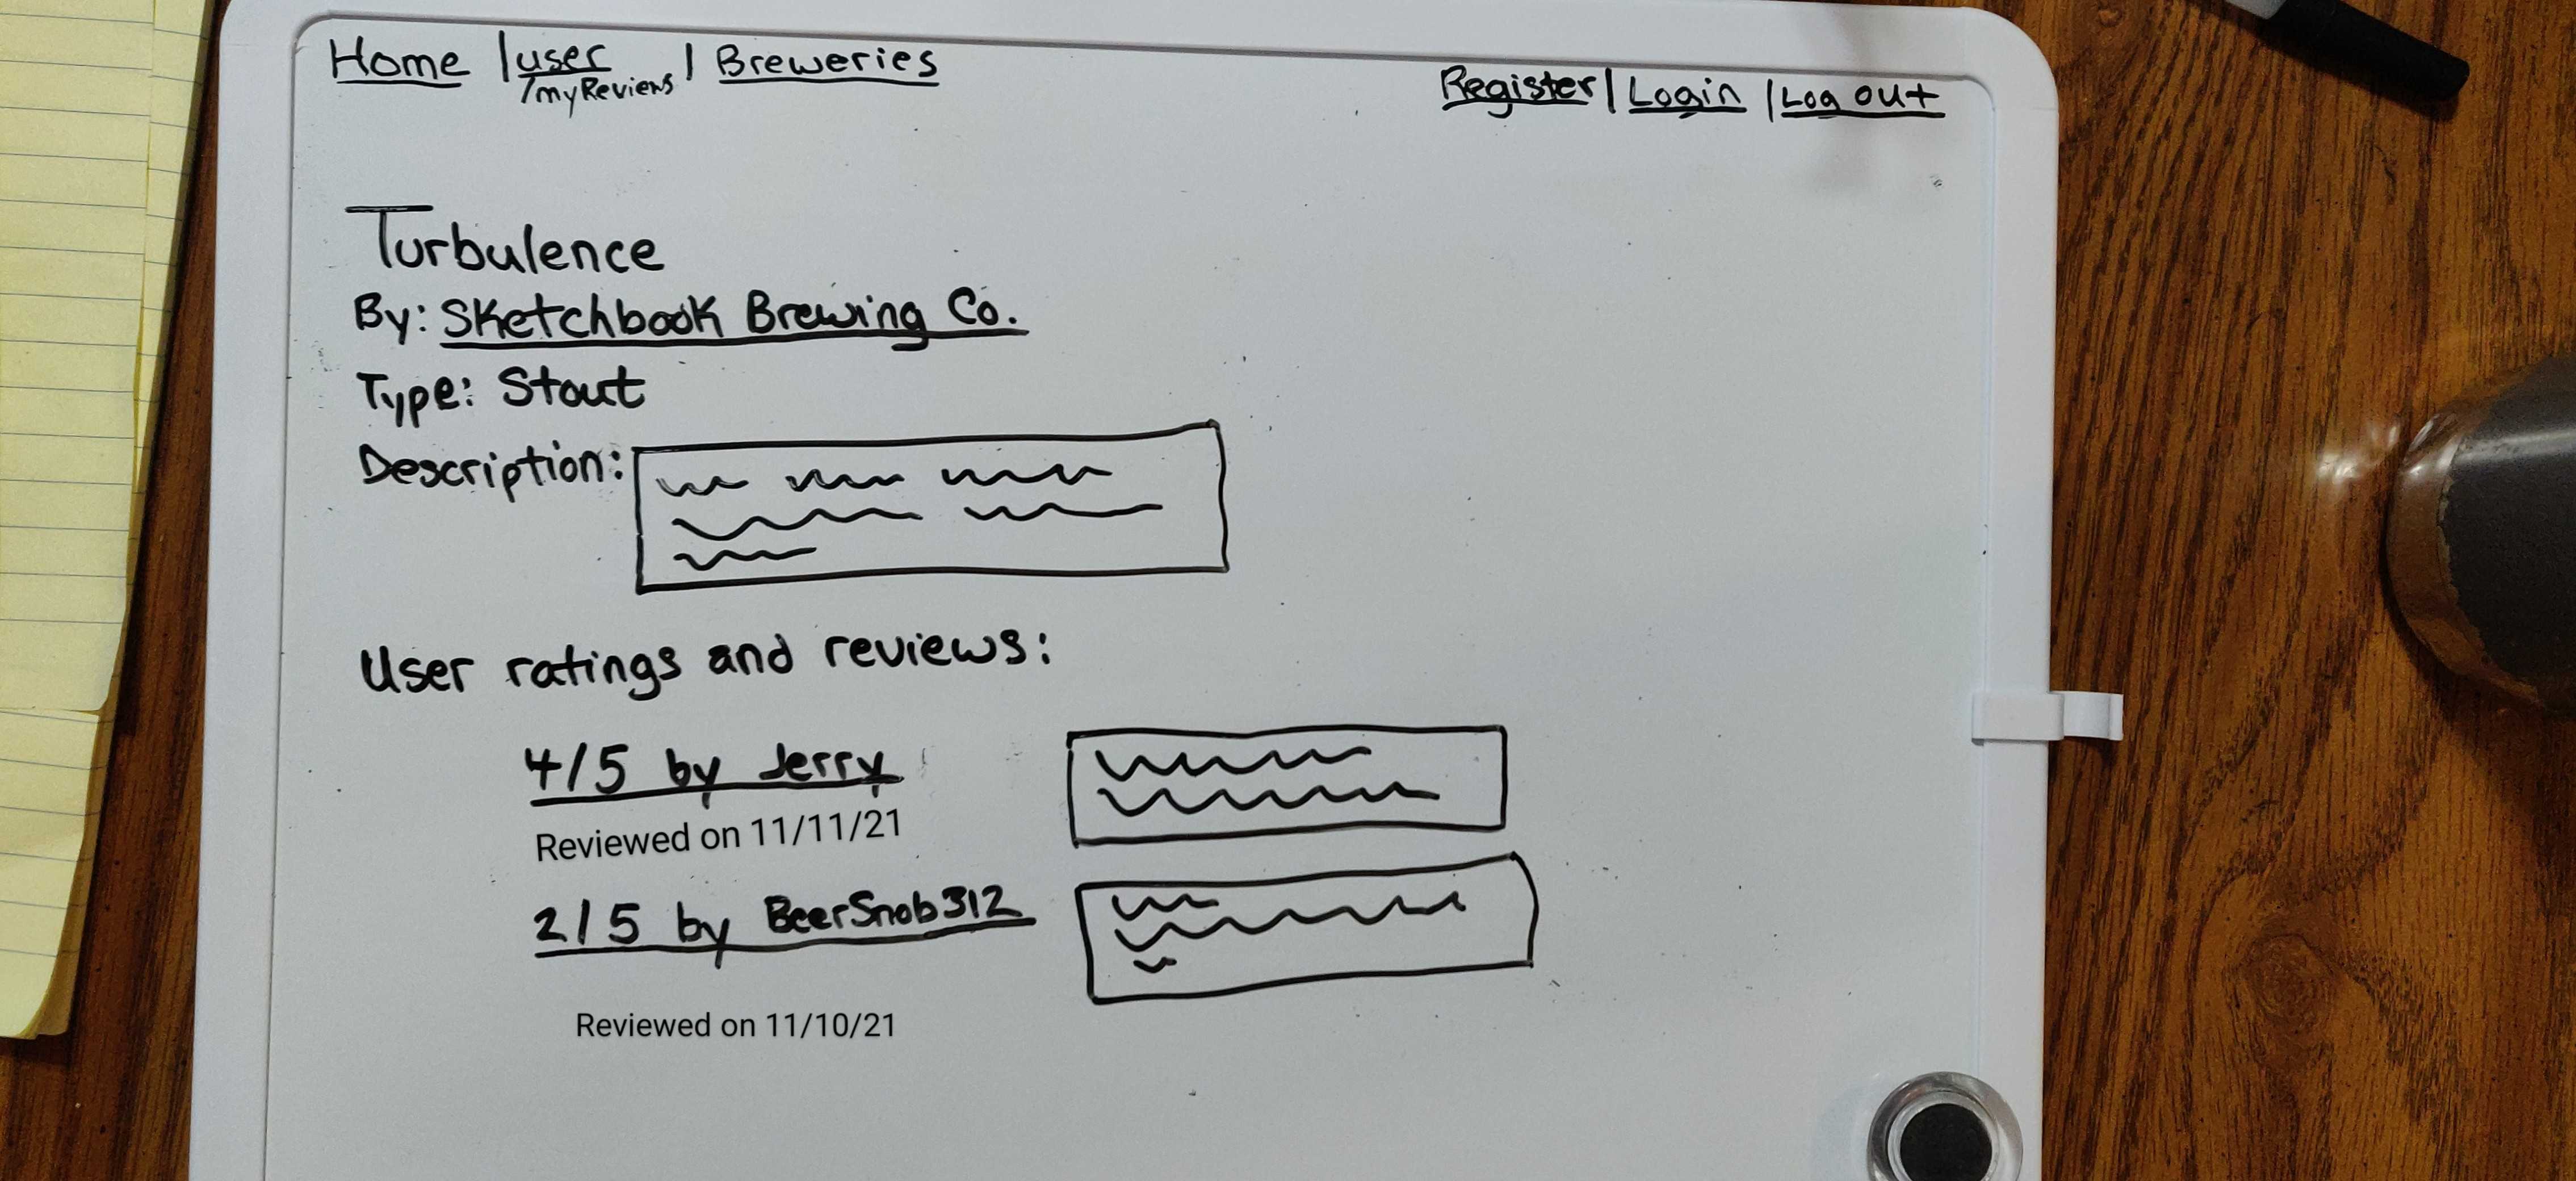 Home | user | Breweries
/myReviews
Register | Login | Log out
Turbulence
By: Sketchbook Brewing Co.
Type: Stout
Description:
User ratings and reviews:
4/5 by Jerry
Reviewed on 11/11/21
2/5 by BeerSnob312
Reviewed on 11/10/21